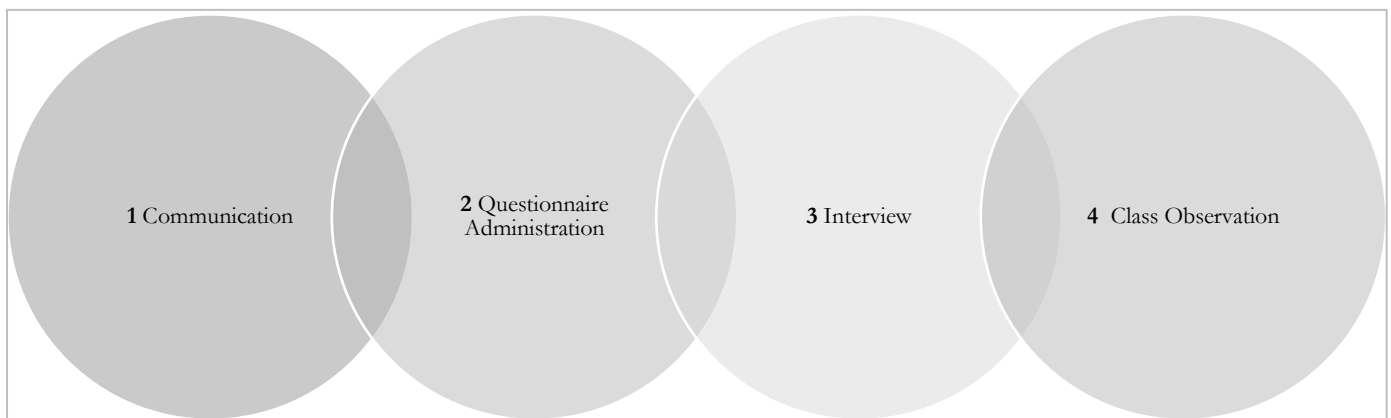 1 Communication
2 Questionnaire
Administration
3 Interview
4 Class Observation